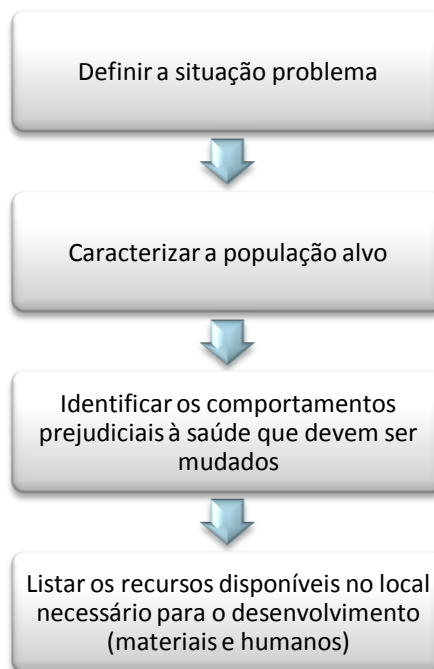 Definir a situação problema
Caracterizar a população alvo
Identificar os comportamentos
prejudiciais à saúde que devem ser
mudados
Listar os recursos disponíveis no local
necessário para o desenvolvimento
(materiais e humanos)